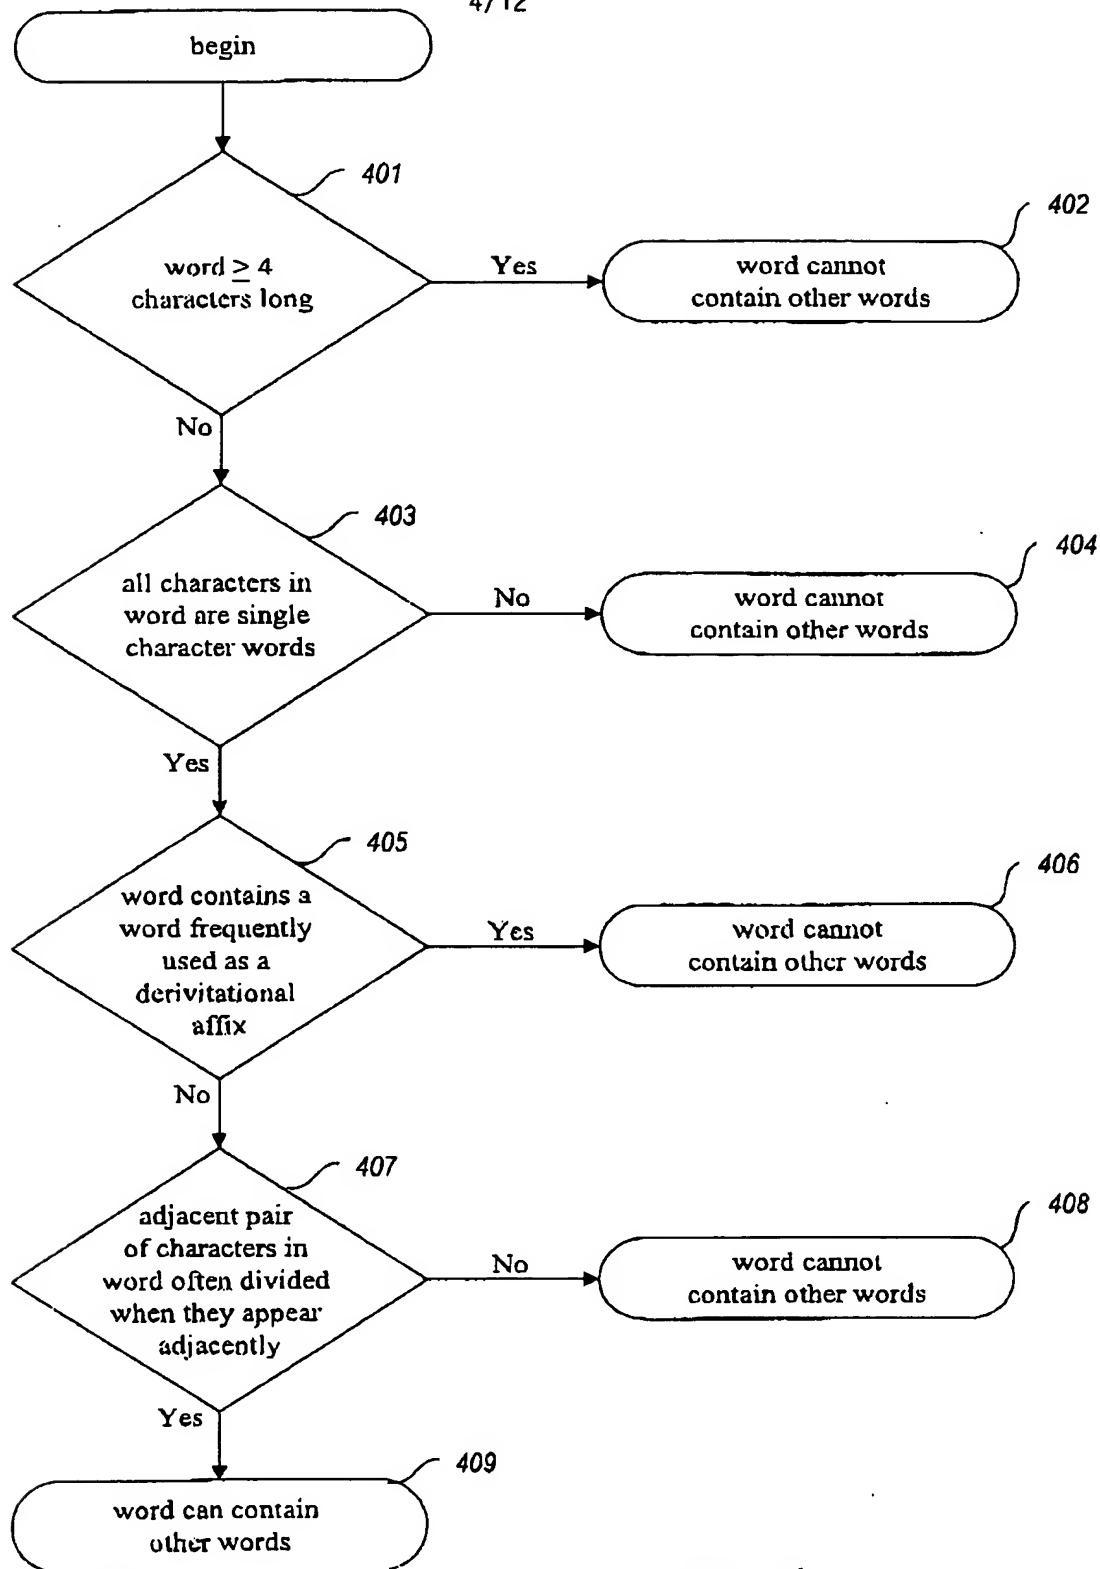 4/12
begin
401
402
word ≥ 4
characters long
Yes
word cannot
contain other words
No
403
404
all characters in
word are single
character words
No
word cannot
contain other words
Yes
405
406
word contains a
word frequently
used as a
derivitational
affix
Yes
word cannot
contain other words
No
407
408
adjacent pair
of characters in
word often divided
when they appear
adjacently
No
word cannot
contain other words
Yes
409
word can contain
other words